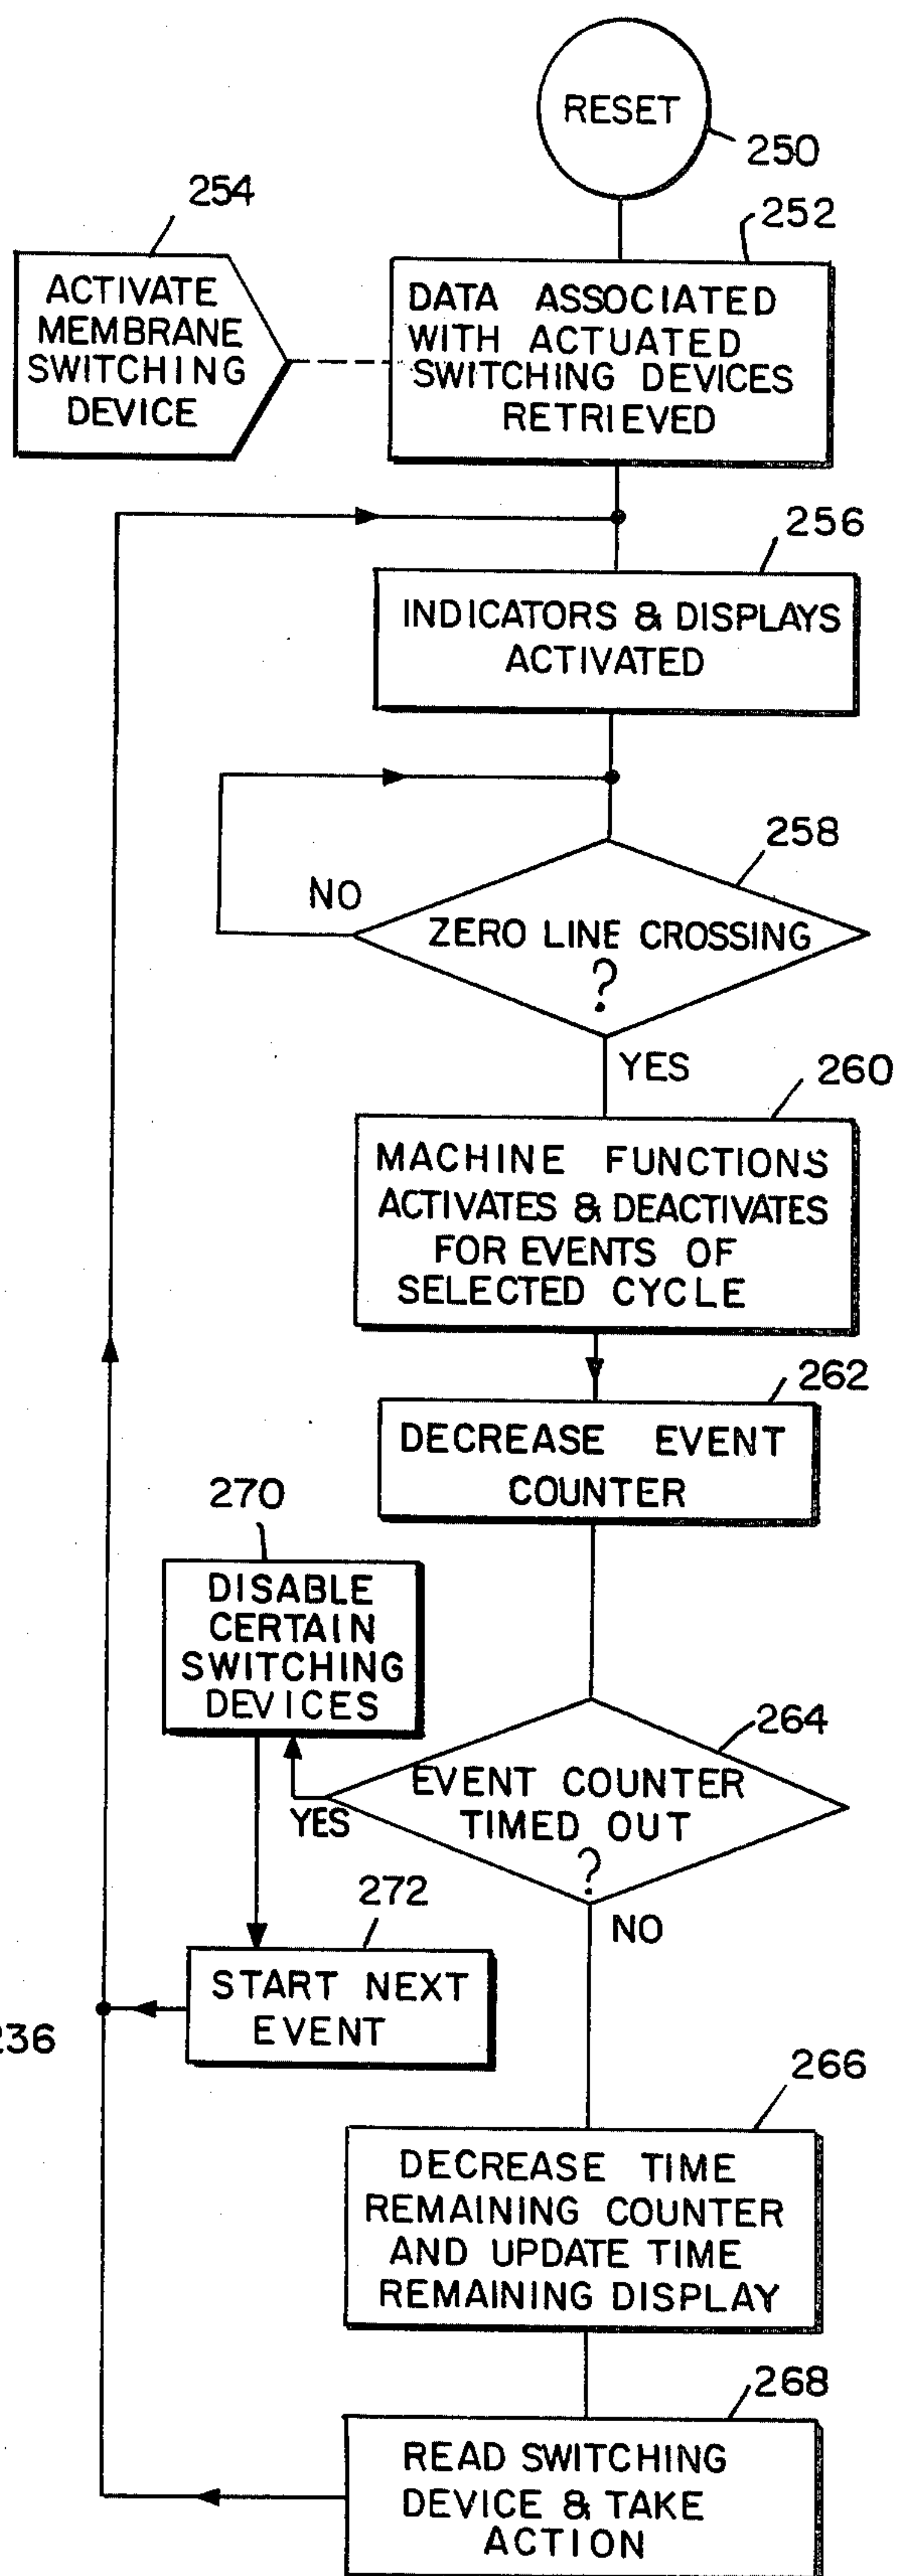 RESET
250
254
252
ACTIVATE
MEMBRANE
SWITCHING
DEVICE
DATA ASSOCIATED
WITH ACTUATED
SWITCHING DEVICES
RETRIEVED
256
INDICATORS & DISPLAYS
ACTIVATED
258
NO
ZERO LINE CROSSING
?
YES
260
MACHINE FUNCTIONS
ACTIVATES & DEACTIVATES
FOR EVENTS OF
SELECTED CYCLE
262
DECREASE EVENT
COUNTER
270
DISABLE
CERTAIN
SWITCHING
DEVICES
264
EVENT COUNTER
TIMED OUT
?
YES
NO
272
START NEXT
EVENT
236
266
DECREASE TIME
REMAINING COUNTER
AND UPDATE TIME
REMAINING DISPLAY
268
READ SWITCHING
DEVICE & TAKE
ACTION